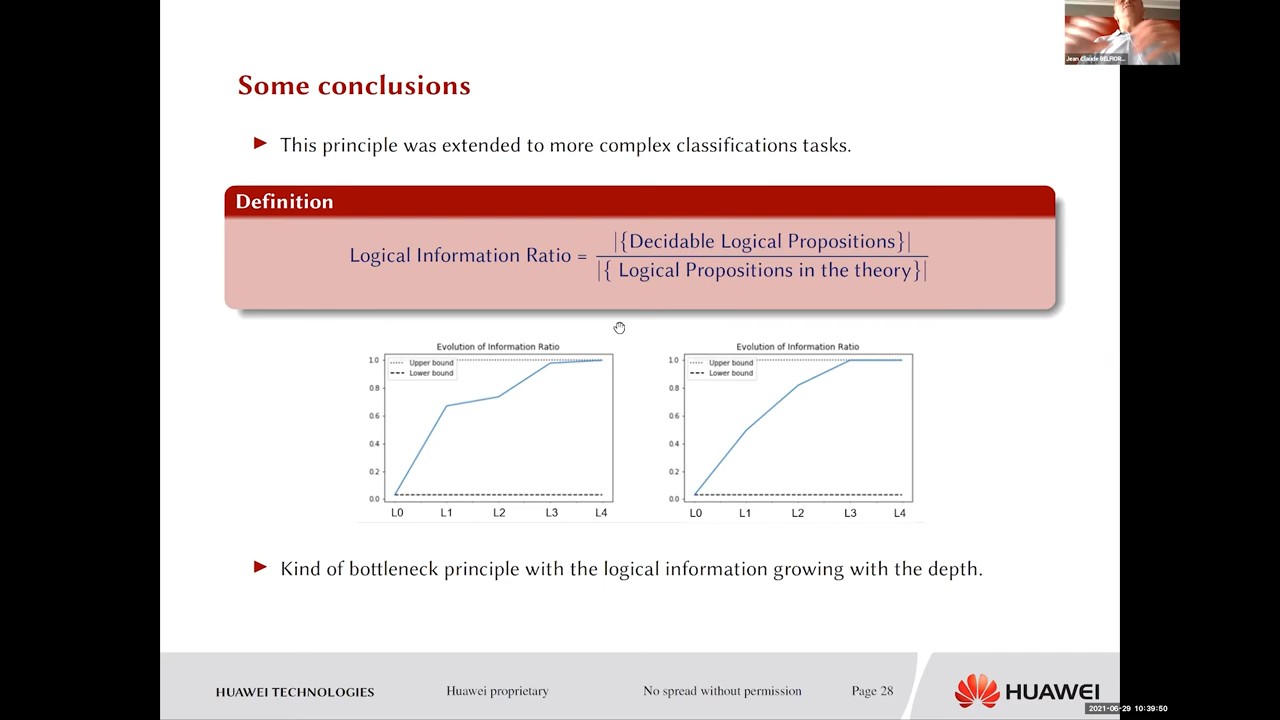 Jean Claude BELFIOR...
Some conclusions
► This principle was extended to more complex classifications tasks.
Definition
Logical Information Ratio = |{Decidable Logical Propositions}|
|{ Logical Propositions in the theory}|
Evolution of Information Ratio
Upper bound
Lower bound
1.0
0.8
0.6
0.4
0.2
0.0
L0 L1 L2 L3 L4
Evolution of Information Ratio
Upper bound
Lower bound
1.0
0.8
0.6
0.4
0.2
0.0
L0 L1 L2 L3 L4
► Kind of bottleneck principle with the logical information growing with the depth.
HUAWEI TECHNOLOGIES Huawei proprietary No spread without permission Page 28 HUAWEI
2021-06-29 10:39:50